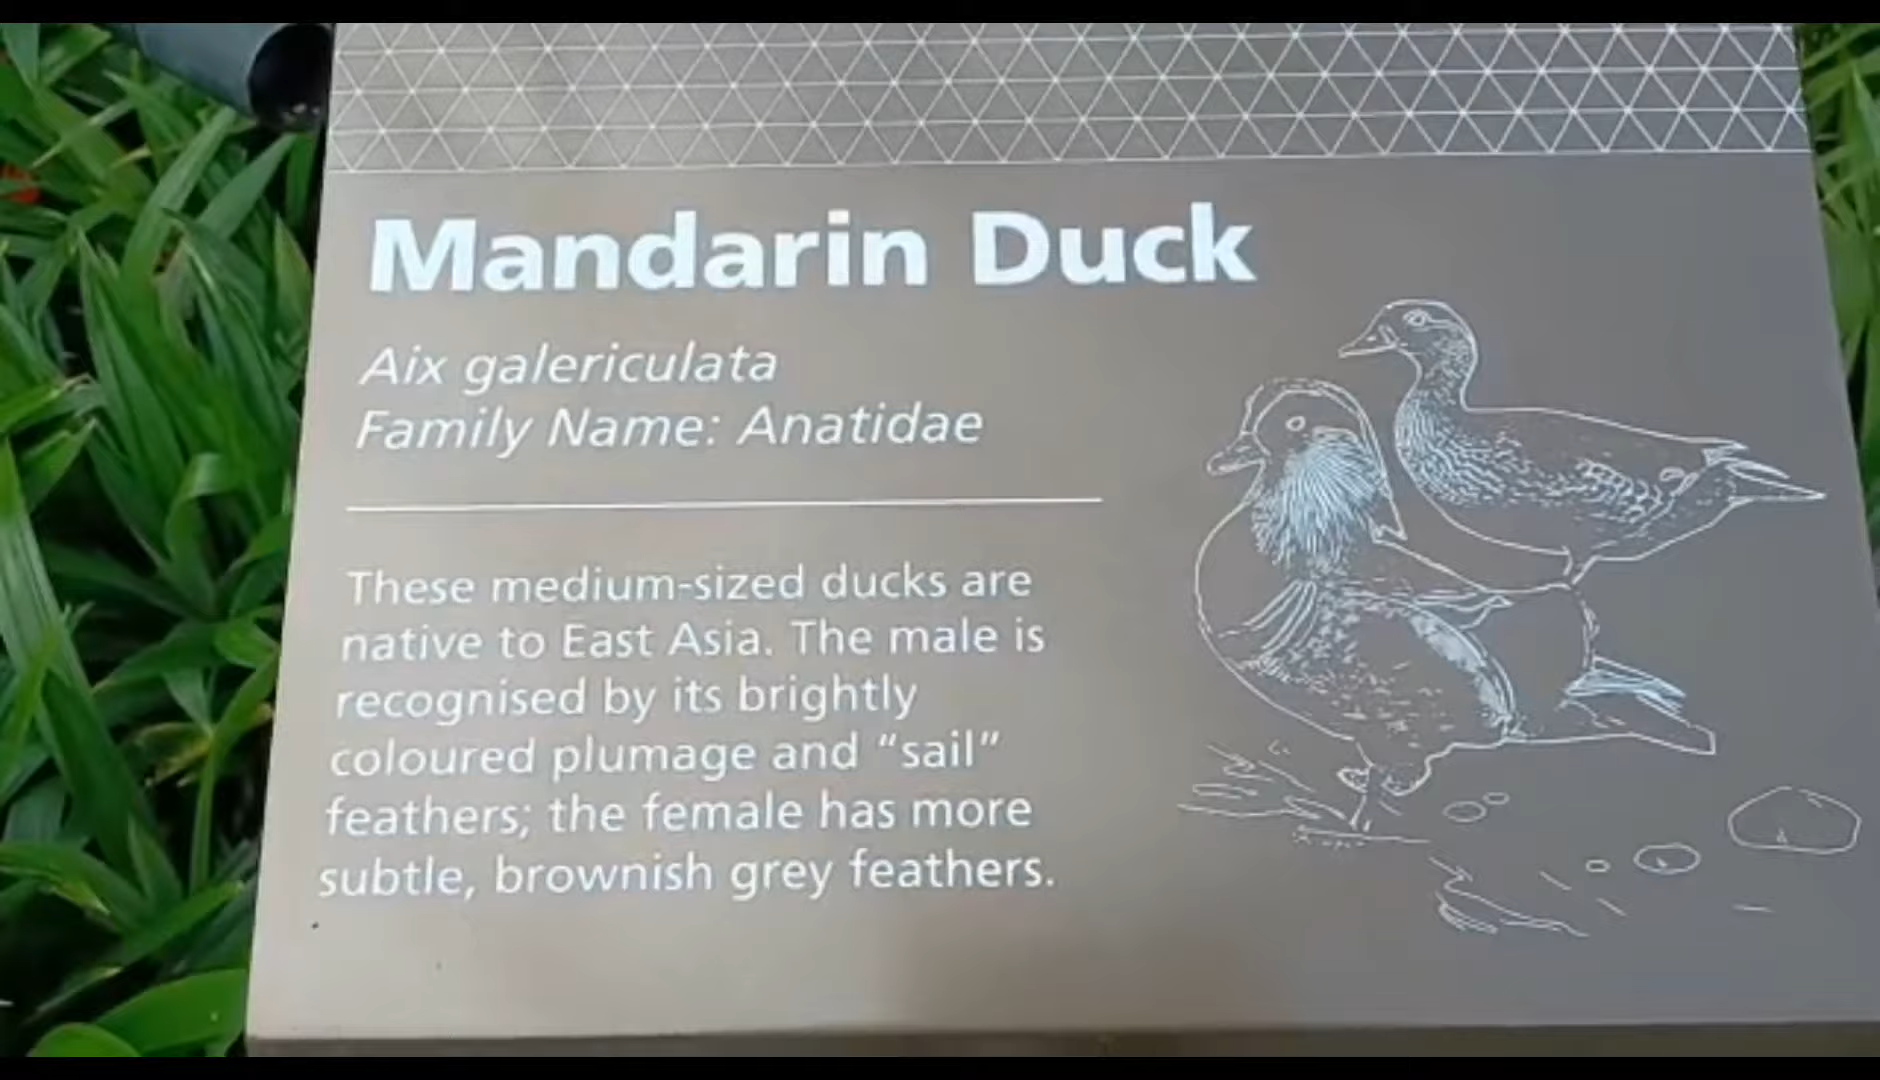 Mandarin Duck
Aix galericulata
Family Name: Anatidae
These medium-sized ducks are
native to East Asia. The male is
recognised by its brightly
coloured plumage and “sail”
feathers; the female has more
subtle, brownish grey feathers.